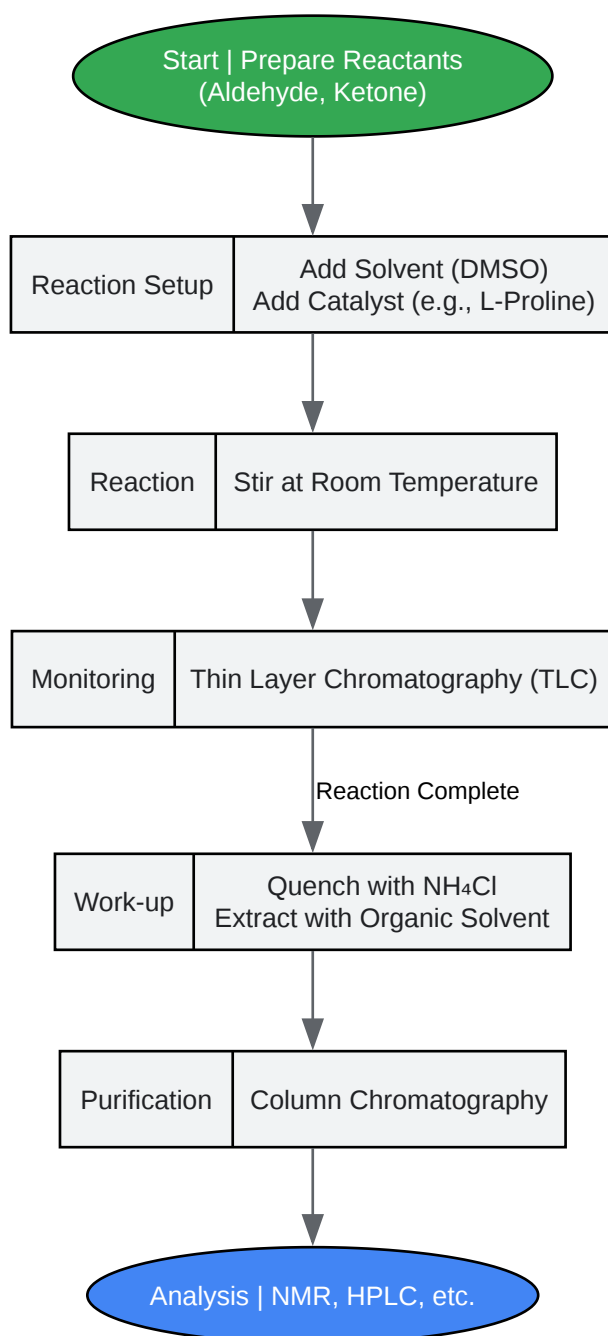 Start | Prepare Reactants
(Aldehyde, Ketone)
Reaction Setup
Add Solvent (DMSO)
Add Catalyst (e.g., L-Proline)
Reaction
Stir at Room Temperature
Monitoring
Thin Layer Chromatography (TLC)
Reaction Complete
Work-up
Quench with NH₄Cl
Extract with Organic Solvent
Purification
Column Chromatography
Analysis | NMR, HPLC, etc.